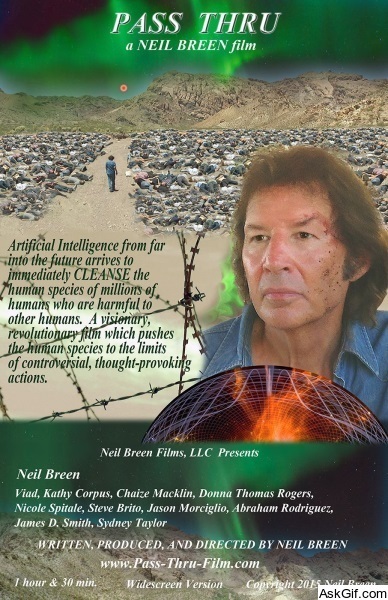 PASS THRU
a NEIL BREEN film
Artificial Intelligence from far
into the future arrives to
immediately CLEANSE the
human species of millions of
humans who are harmful to
other humans. A visionary,
revolutionary film which pushes
the human species to the limits
of controversial, thought-provoking
actions.
Neil Breen Films, LLC Presents
Neil Breen
Viad, Kathy Corpus, Chaize Macklin, Donna Thomas Rogers,
Nicole Spitale, Steve Brito, Jason Morciglio, Abraham Rodriguez,
James D. Smith, Sydney Taylor
WRITTEN, PRODUCED, AND DIRECTED BY NEIL BREEN
www.Pass-Thru-Film.com
1 hour & 30 min. Widescreen Version Copyright 2015 Neil Breen
AskGif.com